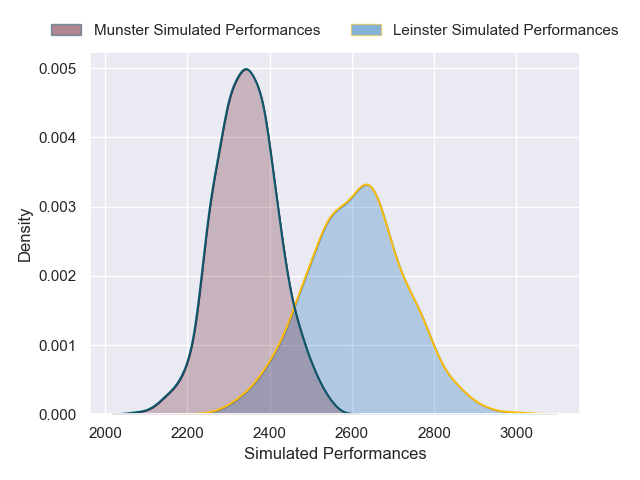 Munster Simulated Performances Leinster Simulated Performances
0.005
0.004
0.003
0.002
0.001
0.000
Density
2000 2200 2400 2600 2800 3000
Simulated Performances